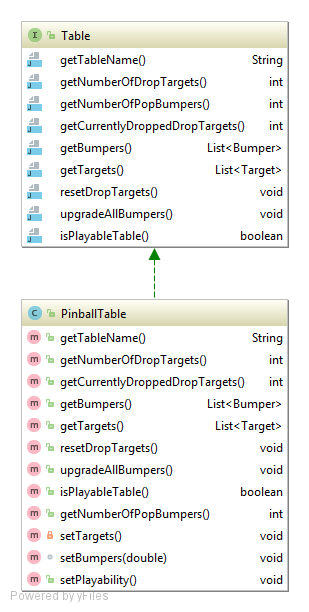 Table
getTableName() String
getNumberOfDropTargets() int
getNumberOfPopBumpers() int
getCurrentlyDroppedDropTargets() int
getBumpers() List<Bumper>
getTargets() List<Target>
resetDropTargets() void
upgradeAllBumpers() void
isPlayableTable() boolean
PinballTable
getTableName() String
getNumberOfDropTargets() int
getCurrentlyDroppedDropTargets() int
getBumpers() List<Bumper>
getTargets() List<Target>
resetDropTargets() void
upgradeAllBumpers() void
isPlayableTable() boolean
getNumberOfPopBumpers() int
setTargets() void
setBumpers(double) void
setPlayability() void
Powered by yFiles